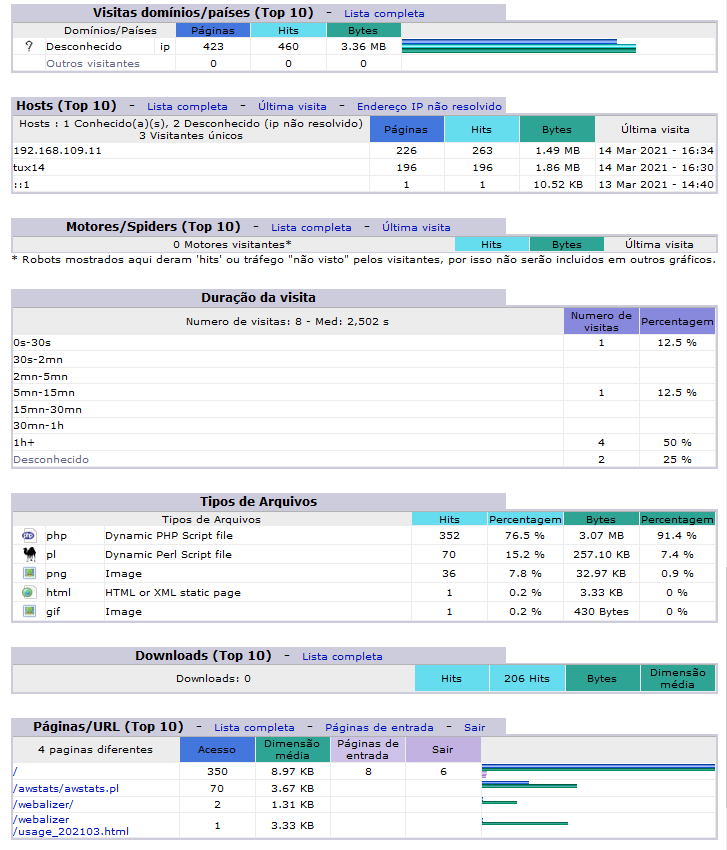 Visitas domínios/países (Top 10) - Lista completa
Domínios/Países Páginas Hits Bytes
? Desconhecido ip 423 460 3.36 MB
Outros visitantes 0 0 0
Hosts (Top 10) - Lista completa - Última visita - Endereço IP não resolvido
Hosts : 1 Conhecido(a)(s), 2 Desconhecido (ip não resolvido)
3 Visitantes únicos Páginas Hits Bytes Última visita
192.168.109.11 226 263 1.49 MB 14 Mar 2021 - 16:34
tux14 196 196 1.86 MB 14 Mar 2021 - 16:30
::1 1 1 10.52 KB 13 Mar 2021 - 14:40
Motores/Spiders (Top 10) - Lista completa - Última visita
0 Motores visitantes* Hits Bytes Última visita
* Robots mostrados aqui deram 'hits' ou tráfego "não visto" pelos visitantes, por isso não serão incluidos em outros gráficos.
Duração da visita
Numero de visitas: 8 - Med: 2,502 s Numero de visitas Percentagem
0s-30s 1 12.5 %
30s-2mn
2mn-5mn
5mn-15mn 1 12.5 %
15mn-30mn
30mn-1h
1h+ 4 50 %
Desconhecido 2 25 %
Tipos de Arquivos
Tipos de Arquivos Hits Percentagem Bytes Percentagem
php php Dynamic PHP Script file 352 76.5 % 3.07 MB 91.4 %
pl Dynamic Perl Script file 70 15.2 % 257.10 KB 7.4 %
png Image 36 7.8 % 32.97 KB 0.9 %
html HTML or XML static page 1 0.2 % 3.33 KB 0 %
gif Image 1 0.2 % 430 Bytes 0 %
Downloads (Top 10) - Lista completa
Downloads: 0 Hits 206 Hits Bytes Dimensão média
Páginas/URL (Top 10) - Lista completa - Páginas de entrada - Sair
4 paginas diferentes Acesso Dimensão média Páginas de entrada Sair
/ 350 8.97 KB 8 6
/awstats/awstats.pl 70 3.67 KB
/webalizer/ 2 1.31 KB
/webalizer
/usage_202103.html 1 3.33 KB